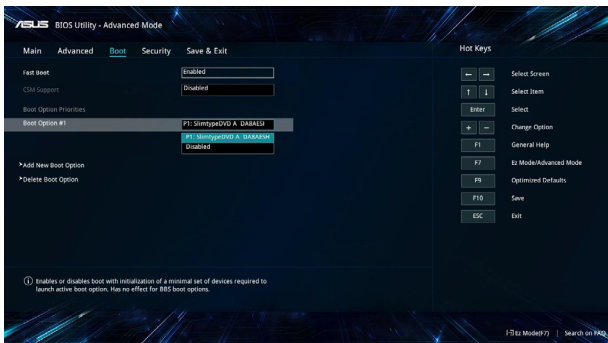 ASUS BIOS Utility - Advanced Mode
Main Advanced Boot Security Save & Exit
Hot Keys
Fast Boot Enabled
CSM Support Disabled
Boot Option Priorities
Boot Option #1 P1: SlimtypeDVD A DA8AESH
P1: SlimtypeDVD A DA8AESH
Disabled
>Add New Boot Option
>Delete Boot Option
← → Select Screen
↑ ↓ Select Item
Enter Select
+ − Change Option
F1 General Help
F7 Ez Mode/Advanced Mode
F9 Optimized Defaults
F10 Save
ESC Exit
Enables or disables boot with initialization of a minimal set of devices required to
launch active boot option. Has no effect for BBS boot options.
Ez Mode(F7) | Search on FAQ